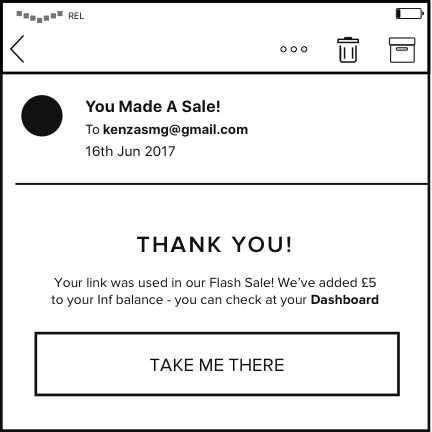 REL
You Made A Sale!
To kenzasmg@gmail.com
16th Jun 2017
THANK YOU!
Your link was used in our Flash Sale! We've added £5
to your Inf balance - you can check at your Dashboard
TAKE ME THERE